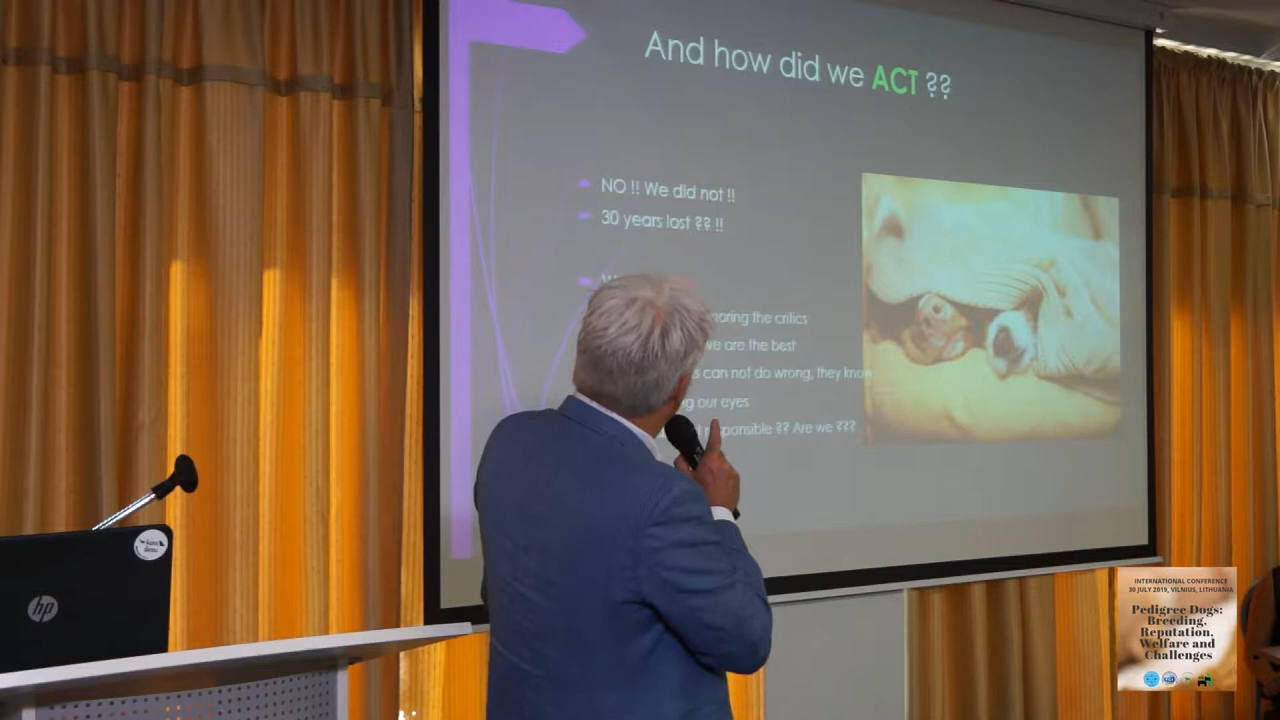 And how did we ACT ??
NO !! We did not !!
30 years lost ?? !!
the critics
we are the best
can not do wrong, they know
our eyes
?? Are we ???
hp
INTERNATIONAL CONFERENCE
30 JULY 2019, VILNIUS, LITHUANIA
Pedigree Dogs:
Breeding,
Reputation,
Welfare and
Challenges